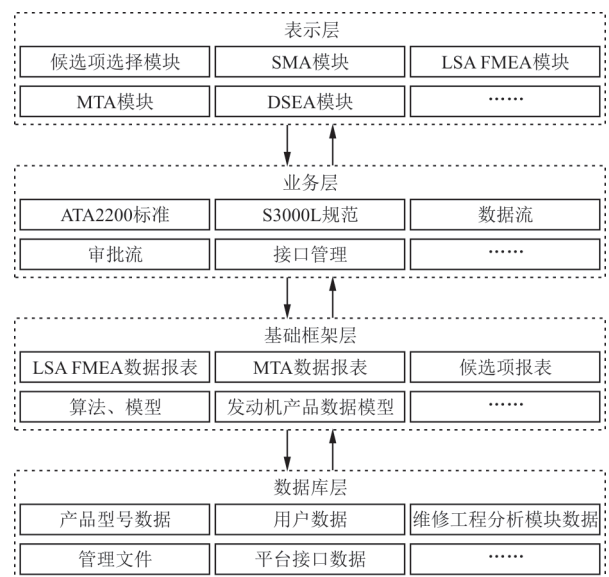 表示层
候选项选择模块 SMA模块 LSA FMEA模块
MTA模块 DSEA模块 ……
业务层
ATA2200标准 S3000L规范 数据流
审批流 接口管理 ……
基础框架层
LSA FMEA数据报表 MTA数据报表 候选项报表
算法、模型 发动机产品数据模型 ……
数据库层
产品型号数据 用户数据 维修工程分析模块数据
管理文件 平台接口数据 ……